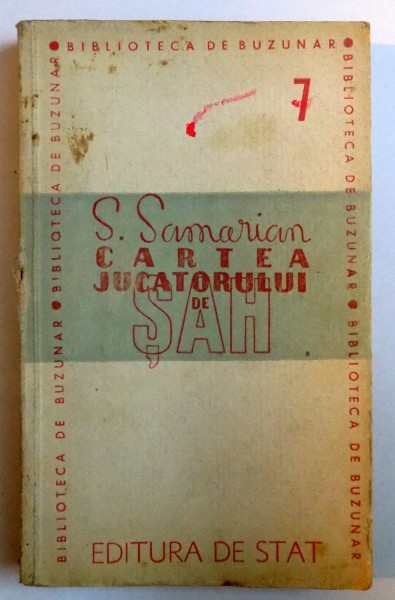 BIBLIOTECA DE BUZUNAR
7
S. Samarian
CARTEA
JUCATORULUI
DE
ȘAH
EDITURA DE STAT
BIBLIOTECA DE BUZUNAR
BIBLIOTECA DE BUZUNAR
BIBLIOTECA DE BUZUNAR
BIBLIOTECA DE BUZUNAR